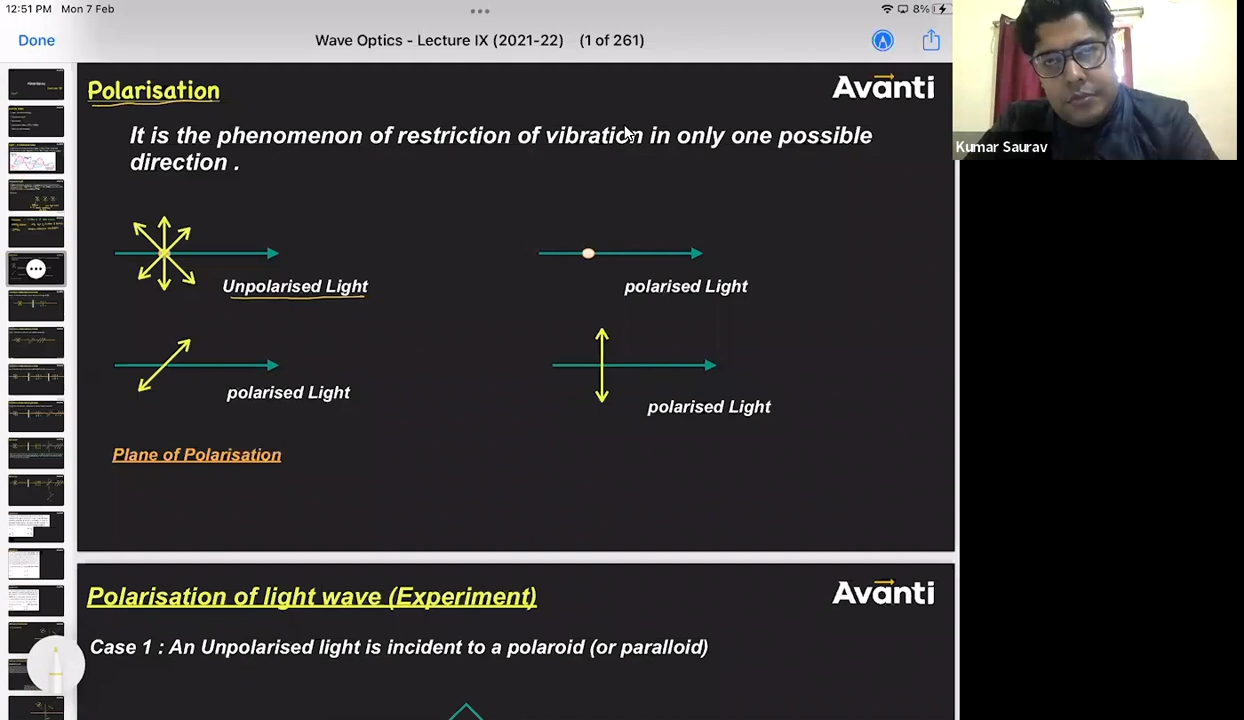 12:51 PM Mon 7 Feb
8%
Done
Wave Optics - Lecture IX (2021-22) (1 of 261)
Polarisation
Avanti
It is the phenomenon of restriction of vibration in only one possible
direction .
Kumar Saurav
Unpolarised Light
polarised Light
polarised Light
polarised Light
Plane of Polarisation
Polarisation of light wave (Experiment)
Avanti
Case 1 : An Unpolarised light is incident to a polaroid (or paralloid)